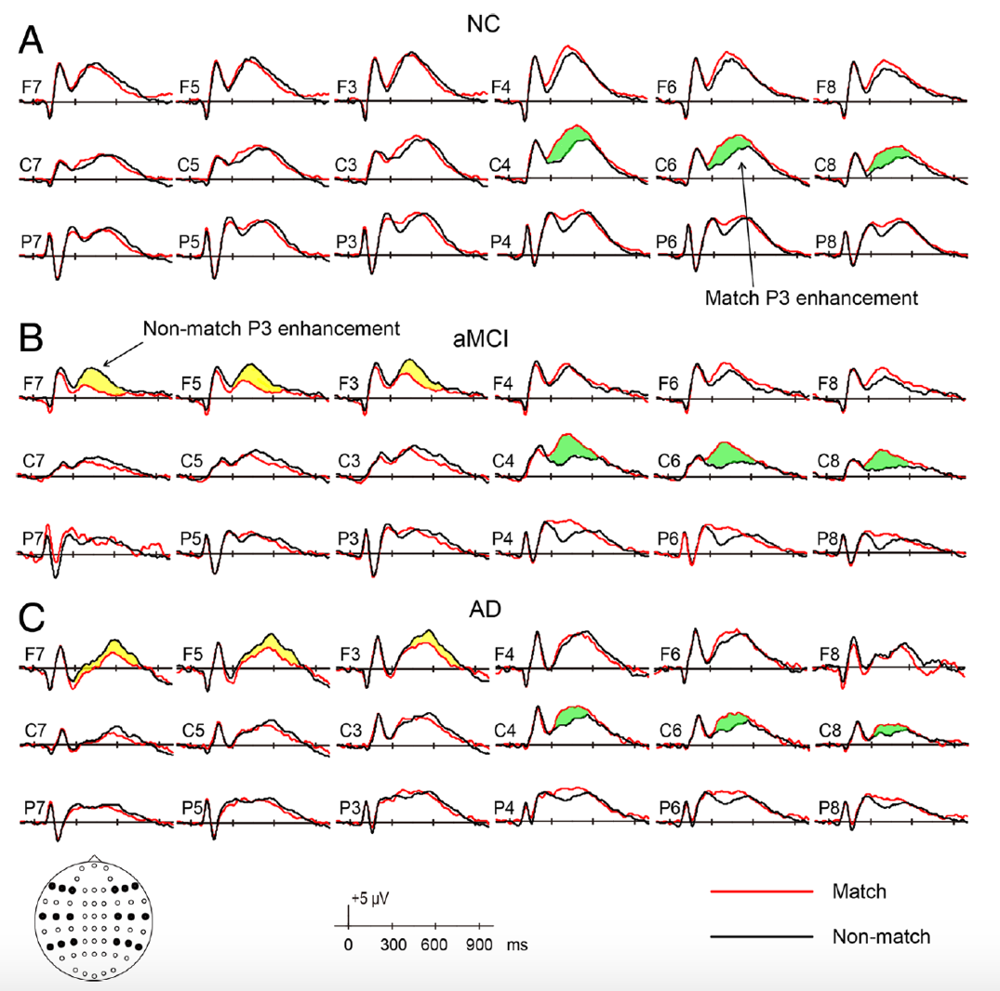 A
NC
F7 F5 F3 F4 F6 F8
C7 C5 C3 C4 C6 C8
P7 P5 P3 P4 P6 P8
Match P3 enhancement
Non-match P3 enhancement
B
aMCI
F7 F5 F3 F4 F6 F8
C7 C5 C3 C4 C6 C8
P7 P5 P3 P4 P6 P8
C
AD
F7 F5 F3 F4 F6 F8
C7 C5 C3 C4 C6 C8
P7 P5 P3 P4 P6 P8
+5 µV
0 300 600 900 ms
Match
Non-match